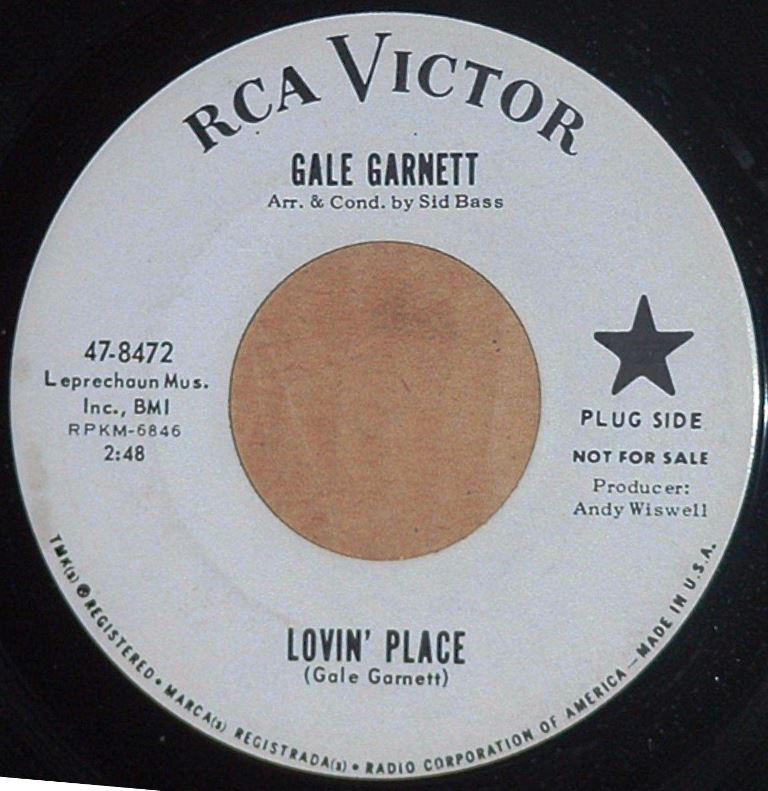 RCA VICTOR
GALE GARNETT
Arr. & Cond. by Sid Bass
47-8472
Leprechaun Mus.
Inc., BMI
RPKM-6846
2:48
PLUG SIDE
NOT FOR SALE
Producer:
Andy Wiswell
LOVIN' PLACE
(Gale Garnett)
TMK(s) ® REGISTERED • MARCA(s) REGISTRADA(s) • RADIO CORPORATION OF AMERICA — MADE IN U.S.A.